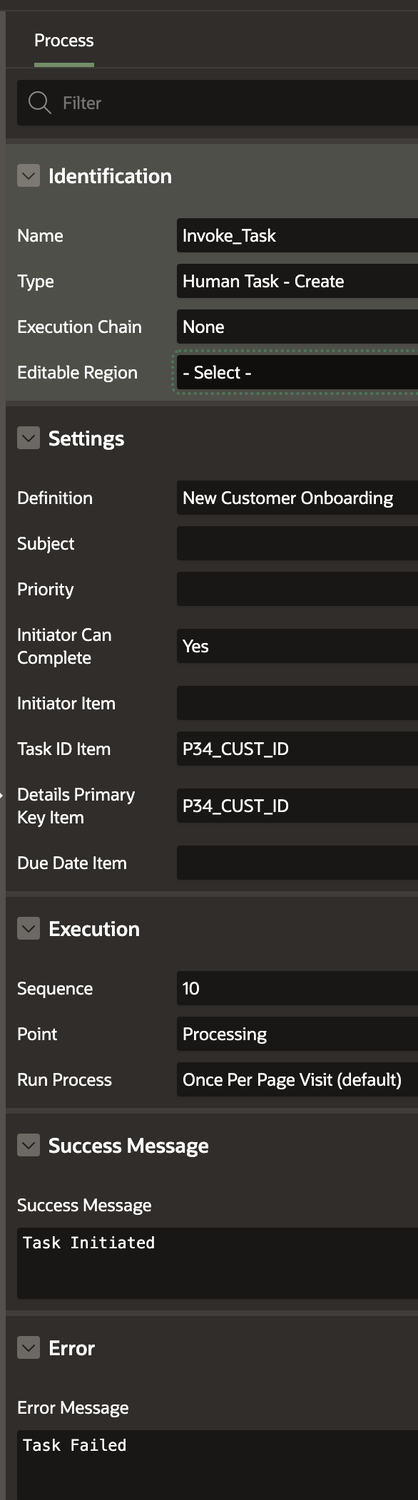 Process
Filter
Identification
Name Invoke_Task
Type Human Task - Create
Execution Chain None
Editable Region - Select -
Settings
Definition New Customer Onboarding
Subject
Priority
Initiator Can
Complete Yes
Initiator Item
Task ID Item P34_CUST_ID
Details Primary
Key Item P34_CUST_ID
Due Date Item
Execution
Sequence 10
Point Processing
Run Process Once Per Page Visit (default)
Success Message
Success Message
Task Initiated
Error
Error Message
Task Failed